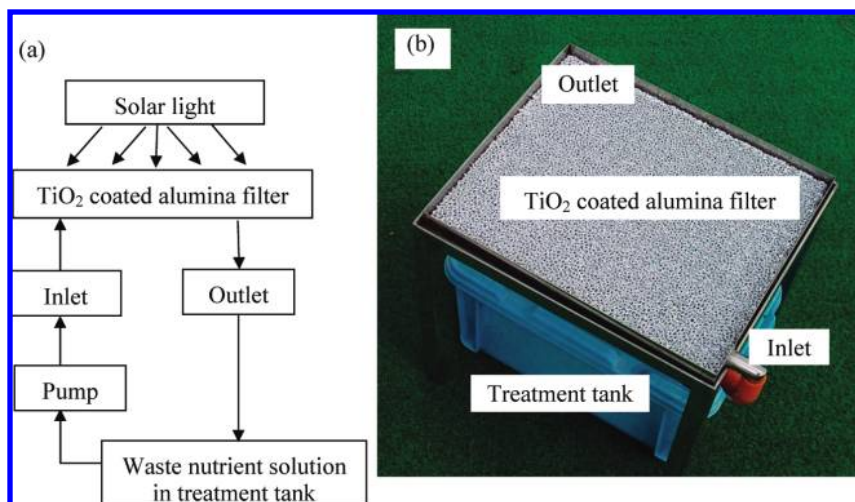 (a)
Solar light
TiO₂ coated alumina filter
Inlet
Outlet
Pump
Waste nutrient solution
in treatment tank
(b)
Outlet
TiO₂ coated alumina filter
Inlet
Treatment tank